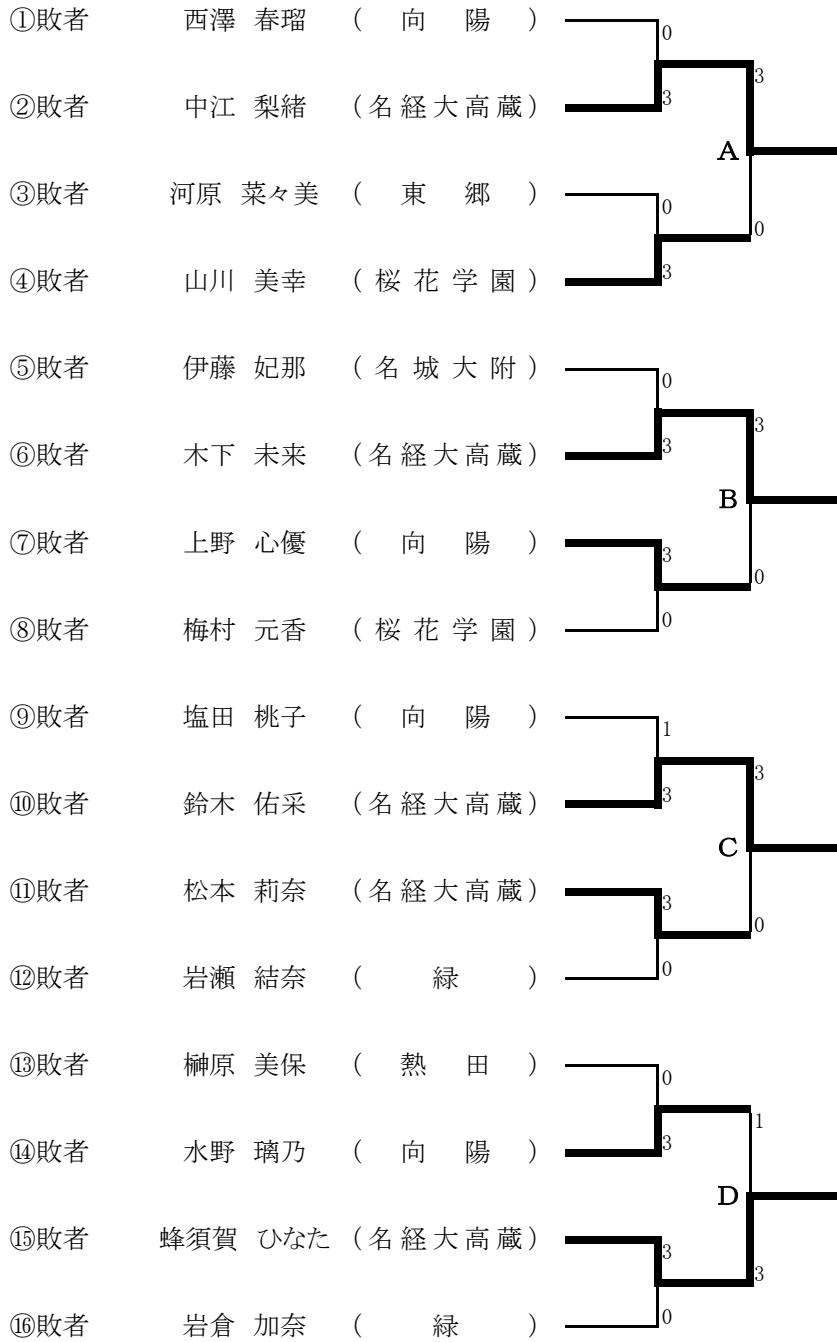 ①敗者 西澤 春瑠 ( 向 陽 ) 0
3
②敗者 中江 梨緒 (名経大高蔵) 3
A
③敗者 河原 菜々美 ( 東 郷 ) 0
0
④敗者 山川 美幸 (桜花学園) 3
⑤敗者 伊藤 妃那 (名城大附) 0
3
⑥敗者 木下 未来 (名経大高蔵) 3
B
⑦敗者 上野 心優 ( 向 陽 ) 3
0
⑧敗者 梅村 元香 (桜花学園) 0
⑨敗者 塩田 桃子 ( 向 陽 ) 1
3
⑩敗者 鈴木 佑采 (名経大高蔵) 3
C
⑪敗者 松本 莉奈 (名経大高蔵) 3
0
⑫敗者 岩瀬 結奈 ( 緑 ) 0
⑬敗者 榊原 美保 ( 熱 田 ) 0
1
⑭敗者 水野 璃乃 ( 向 陽 ) 3
D
⑮敗者 蜂須賀 ひなた (名経大高蔵) 3
3
⑯敗者 岩倉 加奈 ( 緑 ) 0